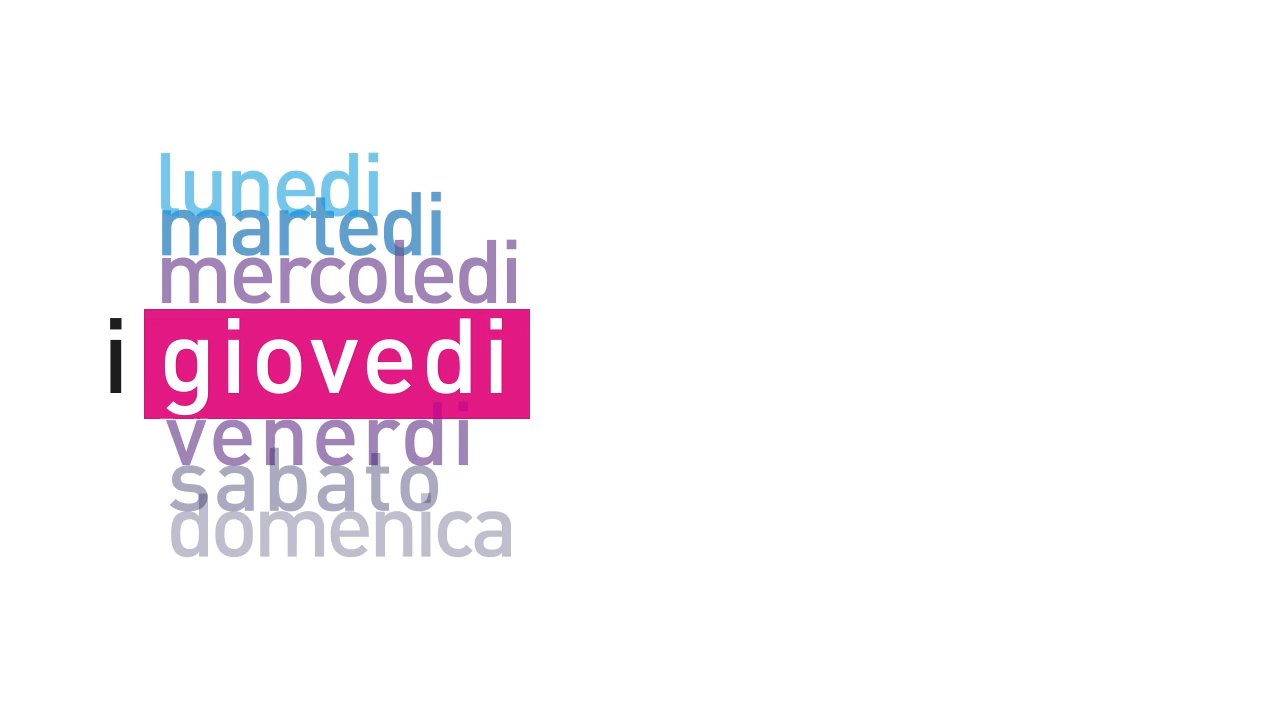 lunedi
martedi
mercoledi
i giovedi
venerdi
sabato
domenica